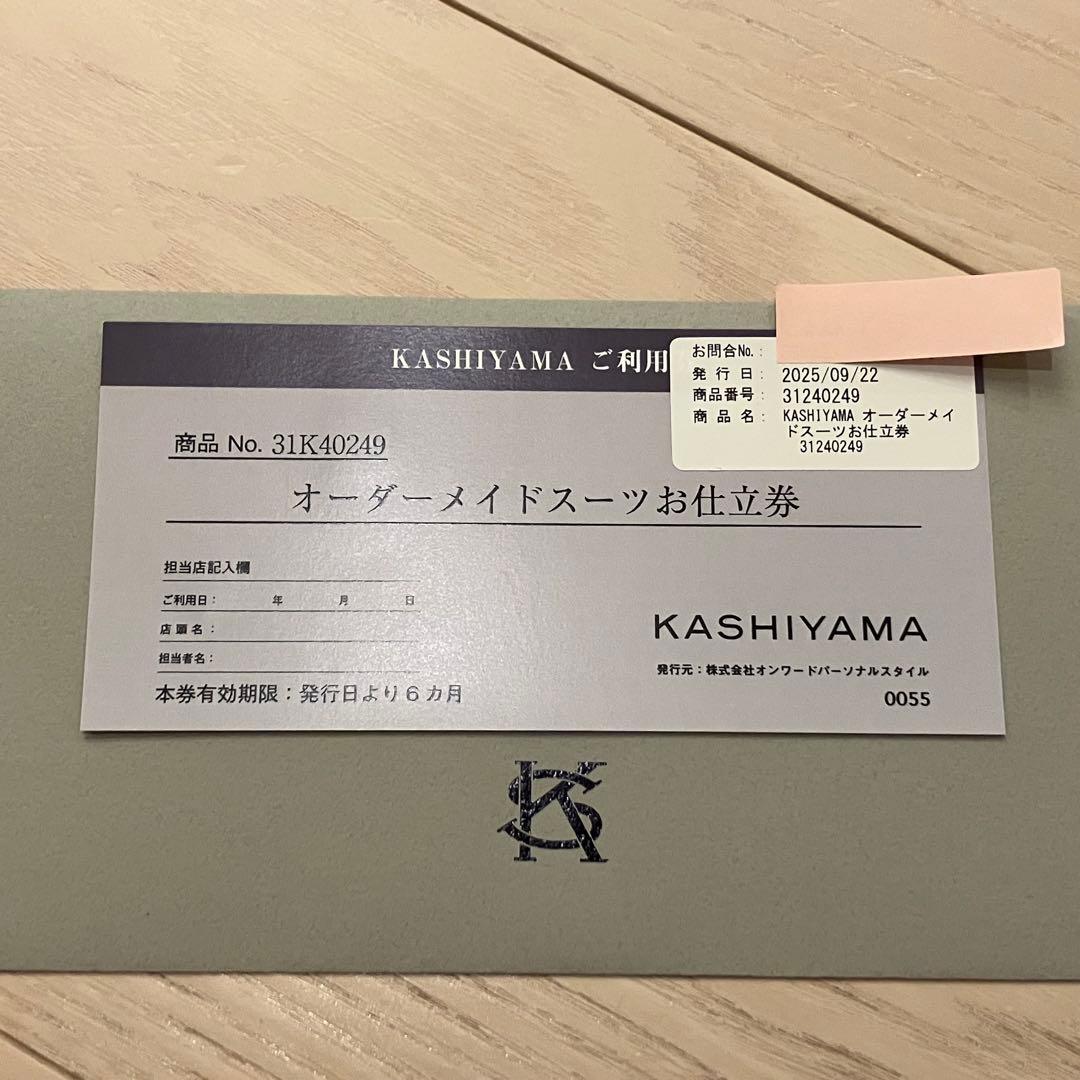 KASHIYAMA ご利用
お問合No.:
発行日: 2025/09/22
商品番号: 31240249
商品名: KASHIYAMA オーダーメイ
ドスーツお仕立券
31240249
商品 No. 31K40249
オーダーメイドスーツお仕立券
担当店記入欄
ご利用日: 年 月 日
店頭名:
担当者名:
本券有効期限:発行日より6カ月
KASHIYAMA
発行元:株式会社オンワードパーソナルスタイル
0055
KS